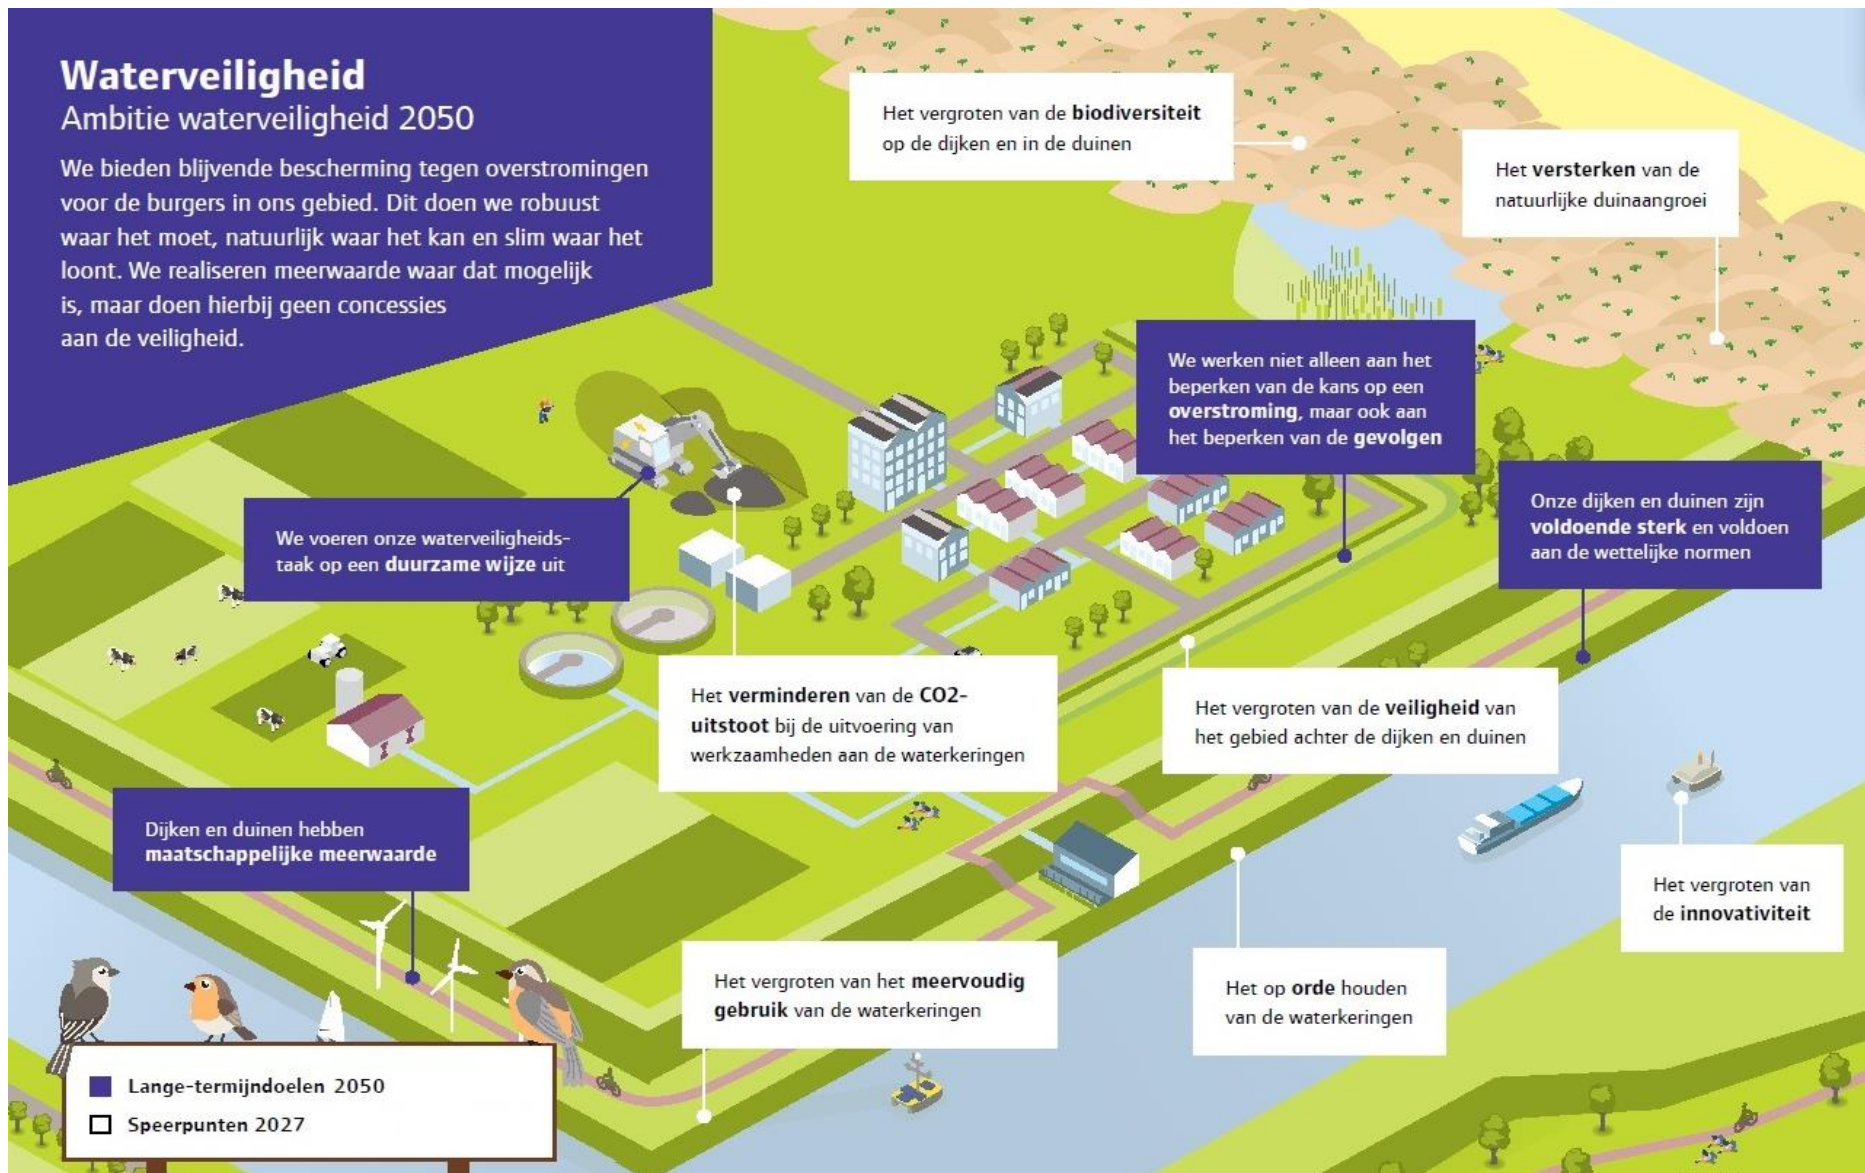 Waterveiligheid
Ambitie waterveiligheid 2050
We bieden blijvende bescherming tegen overstromingen
voor de burgers in ons gebied. Dit doen we robuust
waar het moet, natuurlijk waar het kan en slim waar het
loont. We realiseren meerwaarde waar dat mogelijk
is, maar doen hierbij geen concessies
aan de veiligheid.
Het vergroten van de biodiversiteit
op de dijken en in de duinen
Het versterken van de
natuurlijke duinaangroei
We werken niet alleen aan het
beperken van de kans op een
overstroming, maar ook aan
het beperken van de gevolgen
Onze dijken en duinen zijn
voldoende sterk en voldoen
aan de wettelijke normen
We voeren onze waterveiligheids-
taak op een duurzame wijze uit
Het verminderen van de CO2-
uitstoot bij de uitvoering van
werkzaamheden aan de waterkeringen
Het vergroten van de veiligheid van
het gebied achter de dijken en duinen
Dijken en duinen hebben
maatschappelijke meerwaarde
Het vergroten van
de innovativiteit
Het vergroten van het meervoudig
gebruik van de waterkeringen
Het op orde houden
van de waterkeringen
Lange-termijndoelen 2050
Speerpunten 2027